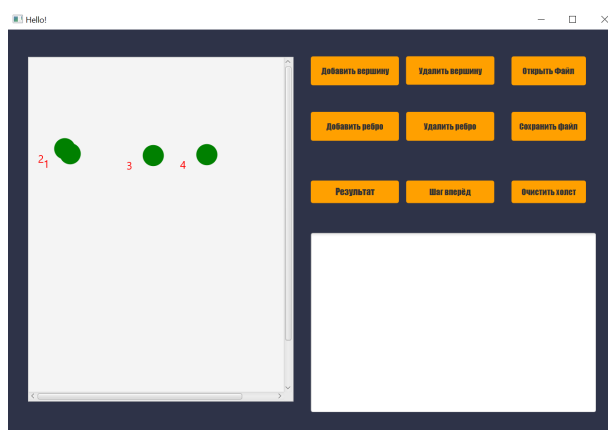 Hello!
Добавить вершину
Удалить вершину
Открыть Файл
Добавить ребро
Удалить ребро
Сохранить файл
2
1
3
4
Результат
Шаг вперёд
Очистить холст